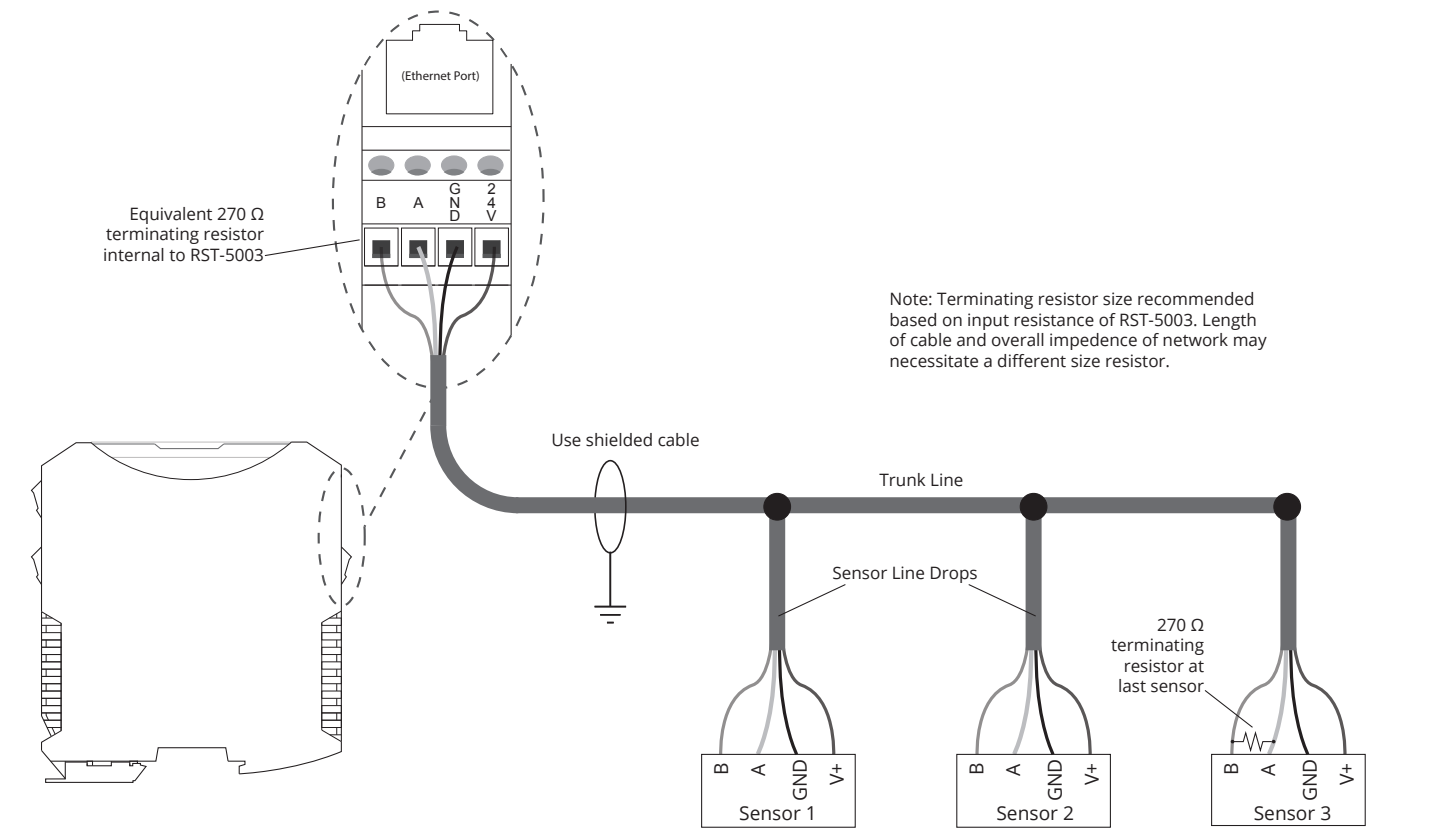 (Ethernet Port)
B A GND 24V
Equivalent 270 Ω
terminating resistor
internal to RST-5003
Note: Terminating resistor size recommended
based on input resistance of RST-5003. Length
of cable and overall impedence of network may
necessitate a different size resistor.
Use shielded cable
Trunk Line
Sensor Line Drops
270 Ω
terminating
resistor at
last sensor
B A GND V+
Sensor 1
B A GND V+
Sensor 2
B A GND V+
Sensor 3